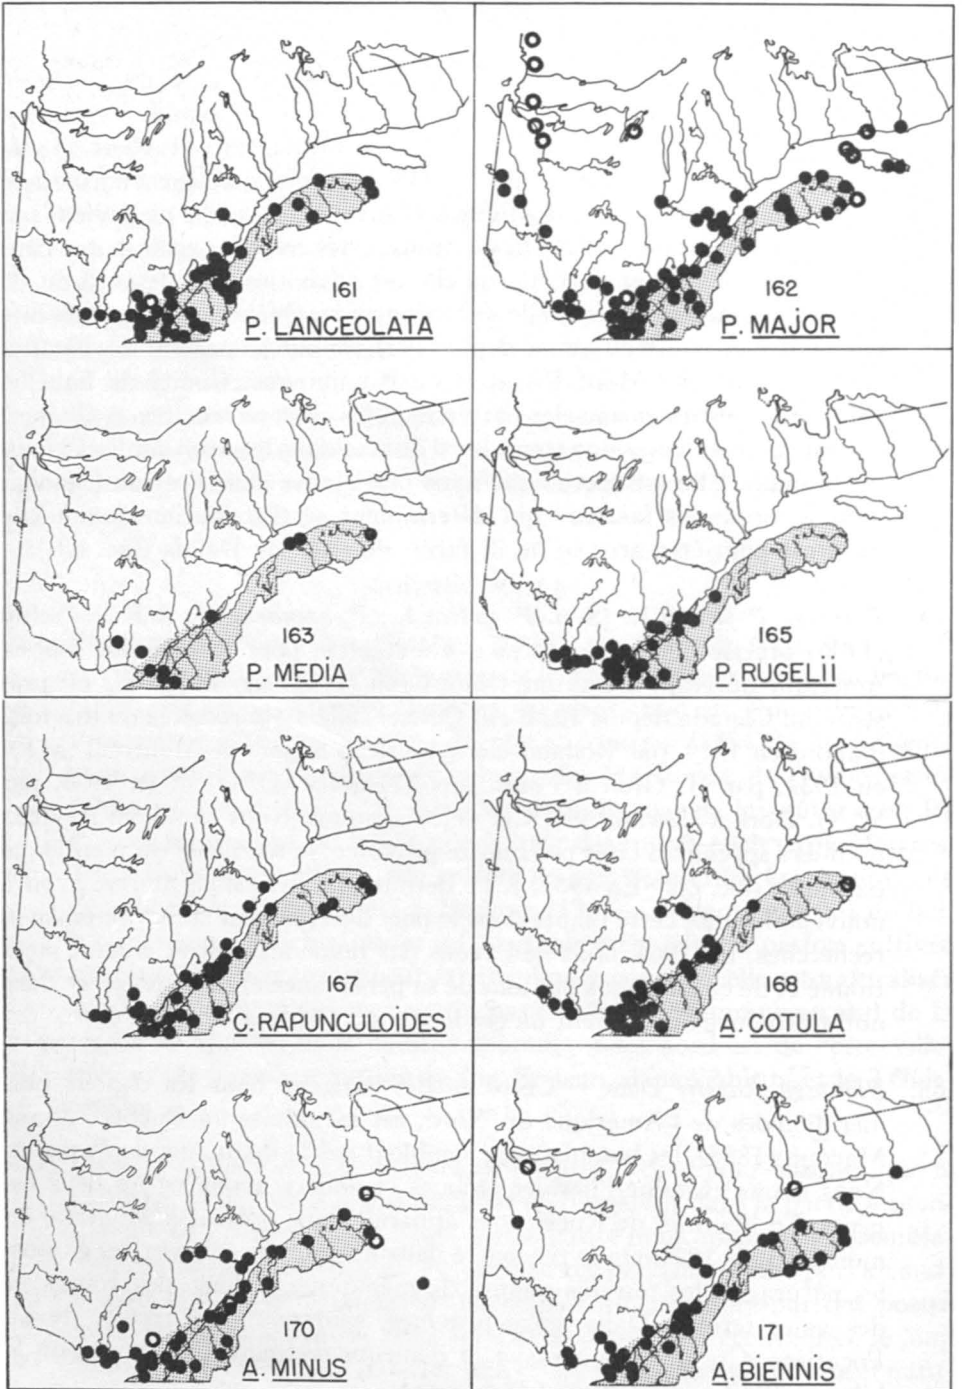 161
P. LANCEOLATA
162
P. MAJOR
163
P. MEDIA
165
P. RUGELII
167
C. RAPUNCULOIDES
168
A. COTULA
170
A. MINUS
171
A. BIENNIS